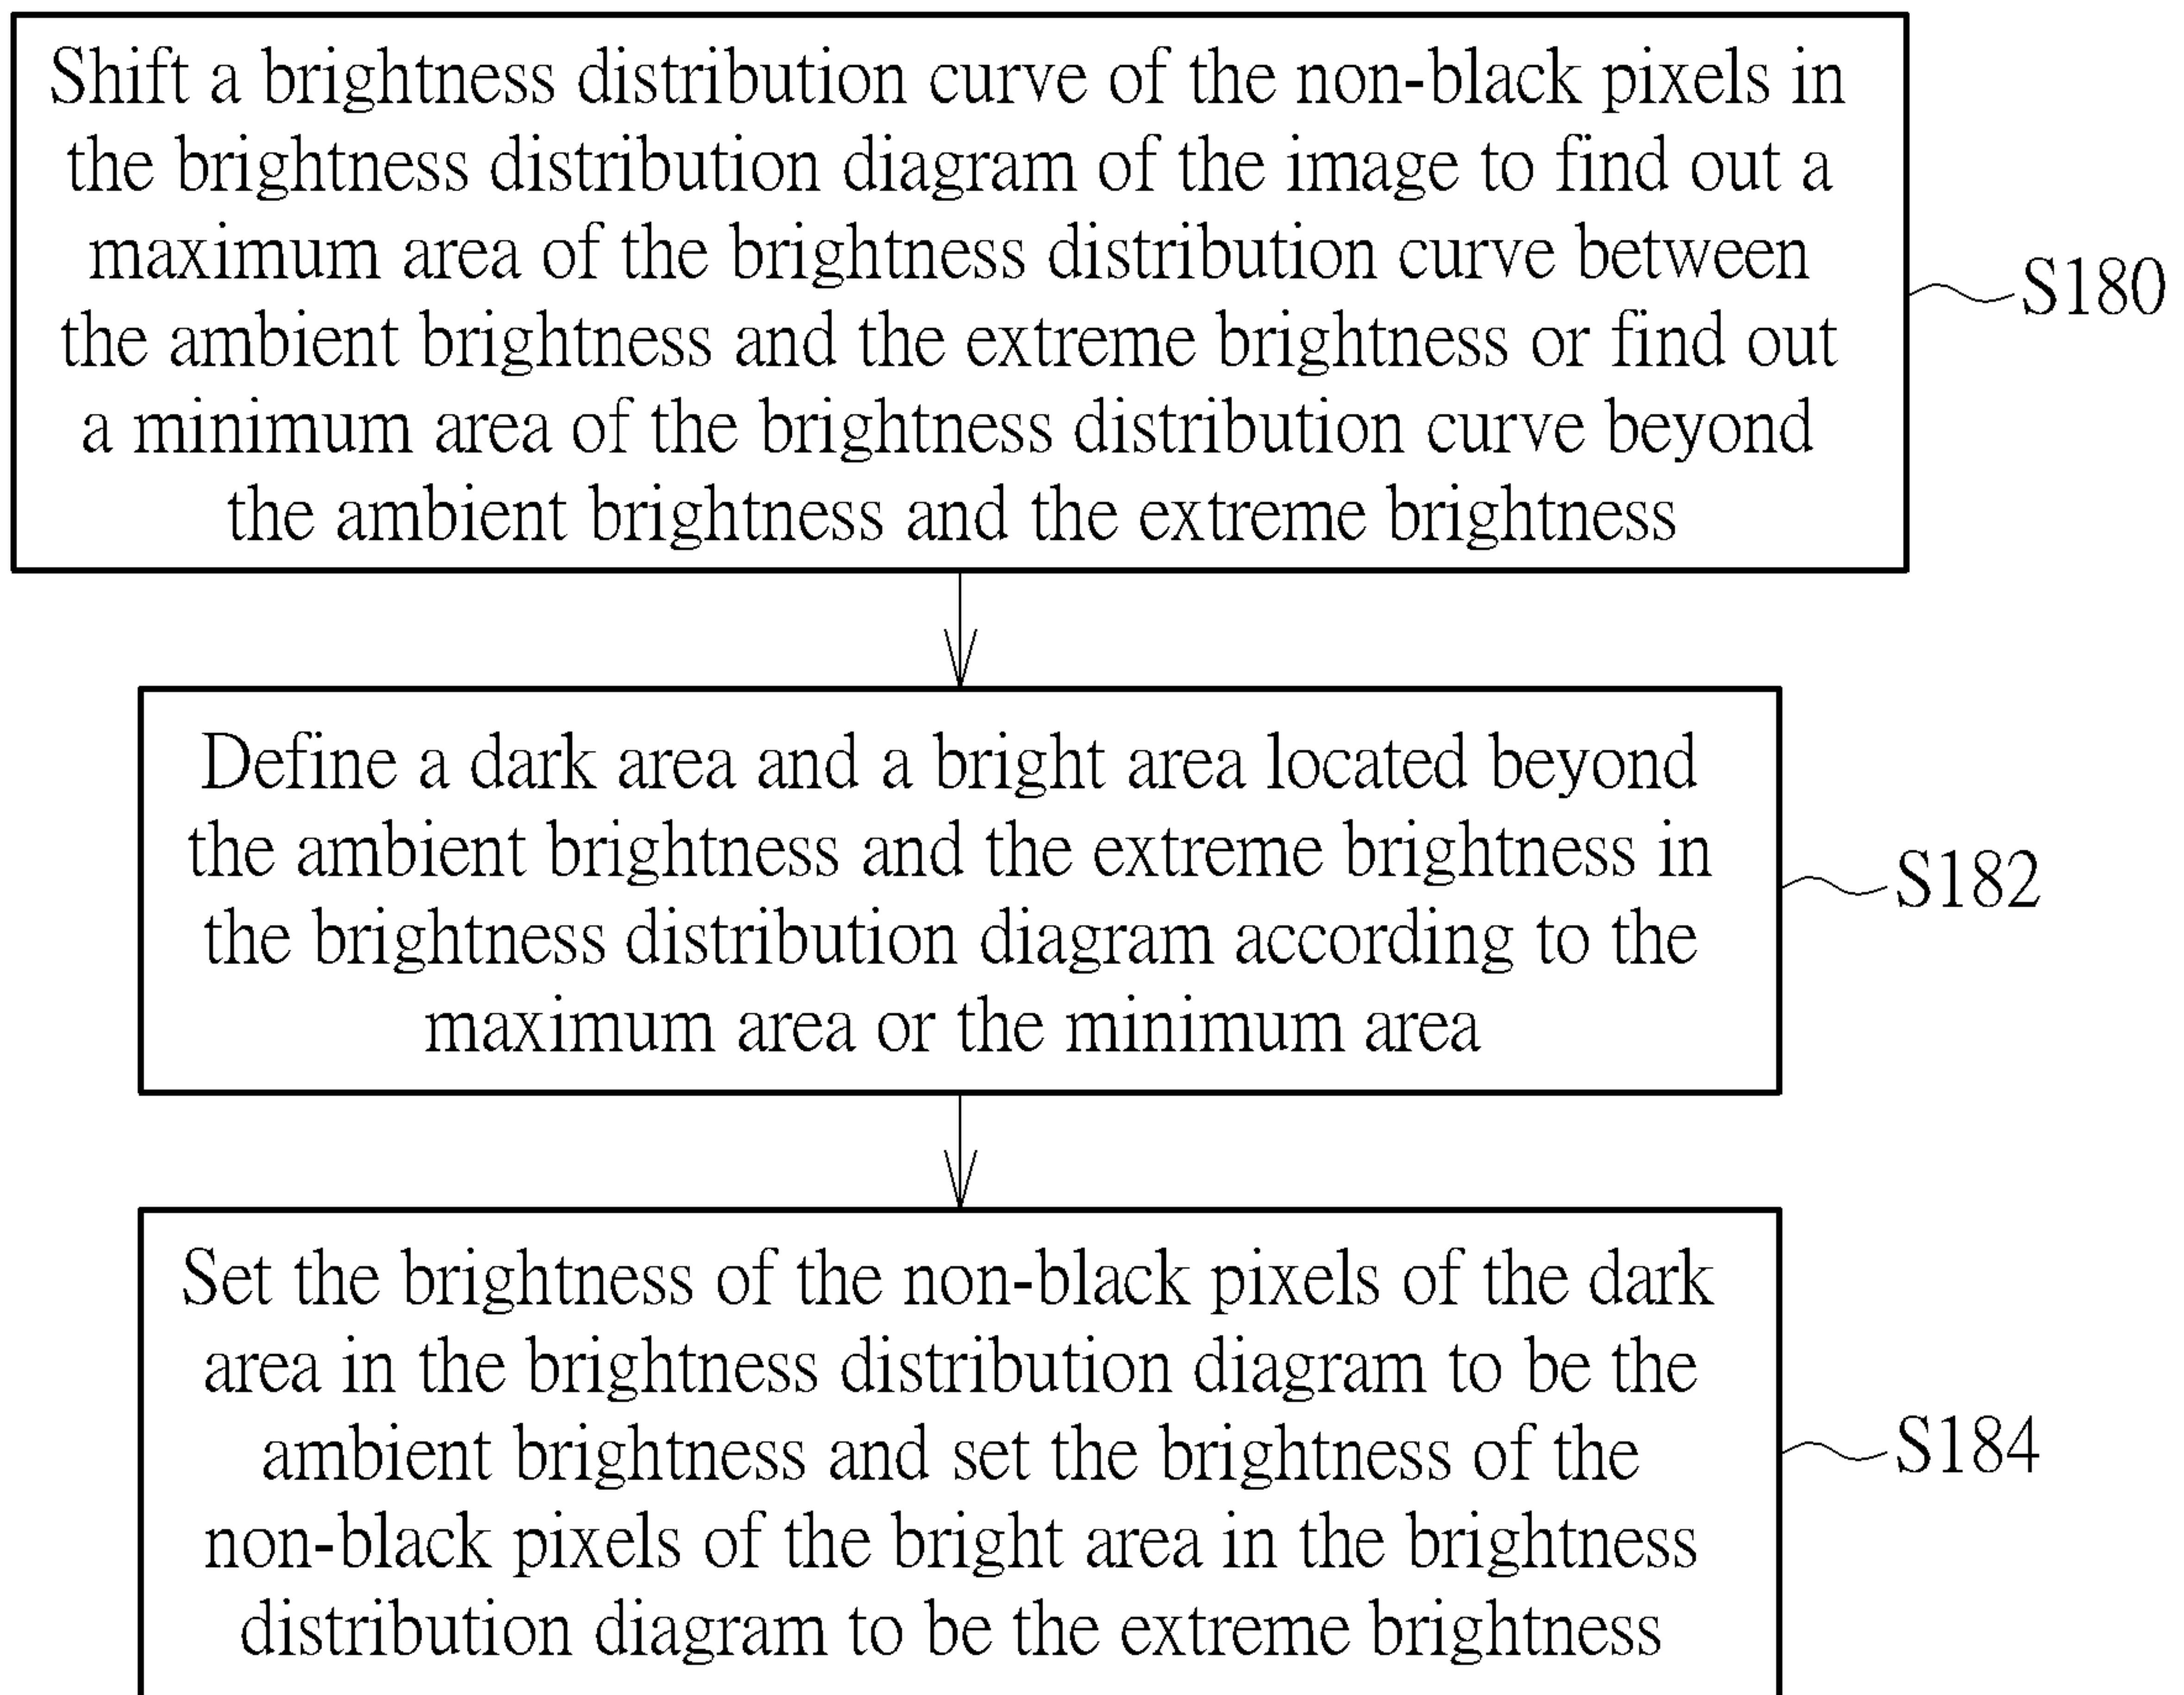 Shift a brightness distribution curve of the non-black pixels in
the brightness distribution diagram of the image to find out a
maximum area of the brightness distribution curve between
the ambient brightness and the extreme brightness or find out
a minimum area of the brightness distribution curve beyond
the ambient brightness and the extreme brightness
S180
Define a dark area and a bright area located beyond
the ambient brightness and the extreme brightness in
the brightness distribution diagram according to the
maximum area or the minimum area
S182
Set the brightness of the non-black pixels of the dark
area in the brightness distribution diagram to be the
ambient brightness and set the brightness of the
non-black pixels of the bright area in the brightness
distribution diagram to be the extreme brightness
S184